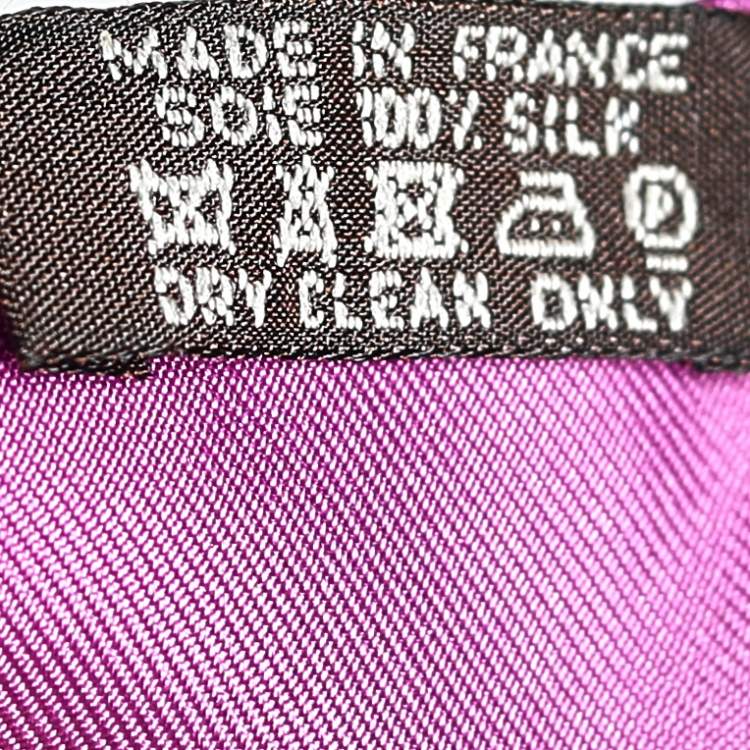 MADE IN FRANCE
SOIE 100% SILK
P
DRY CLEAN ONLY